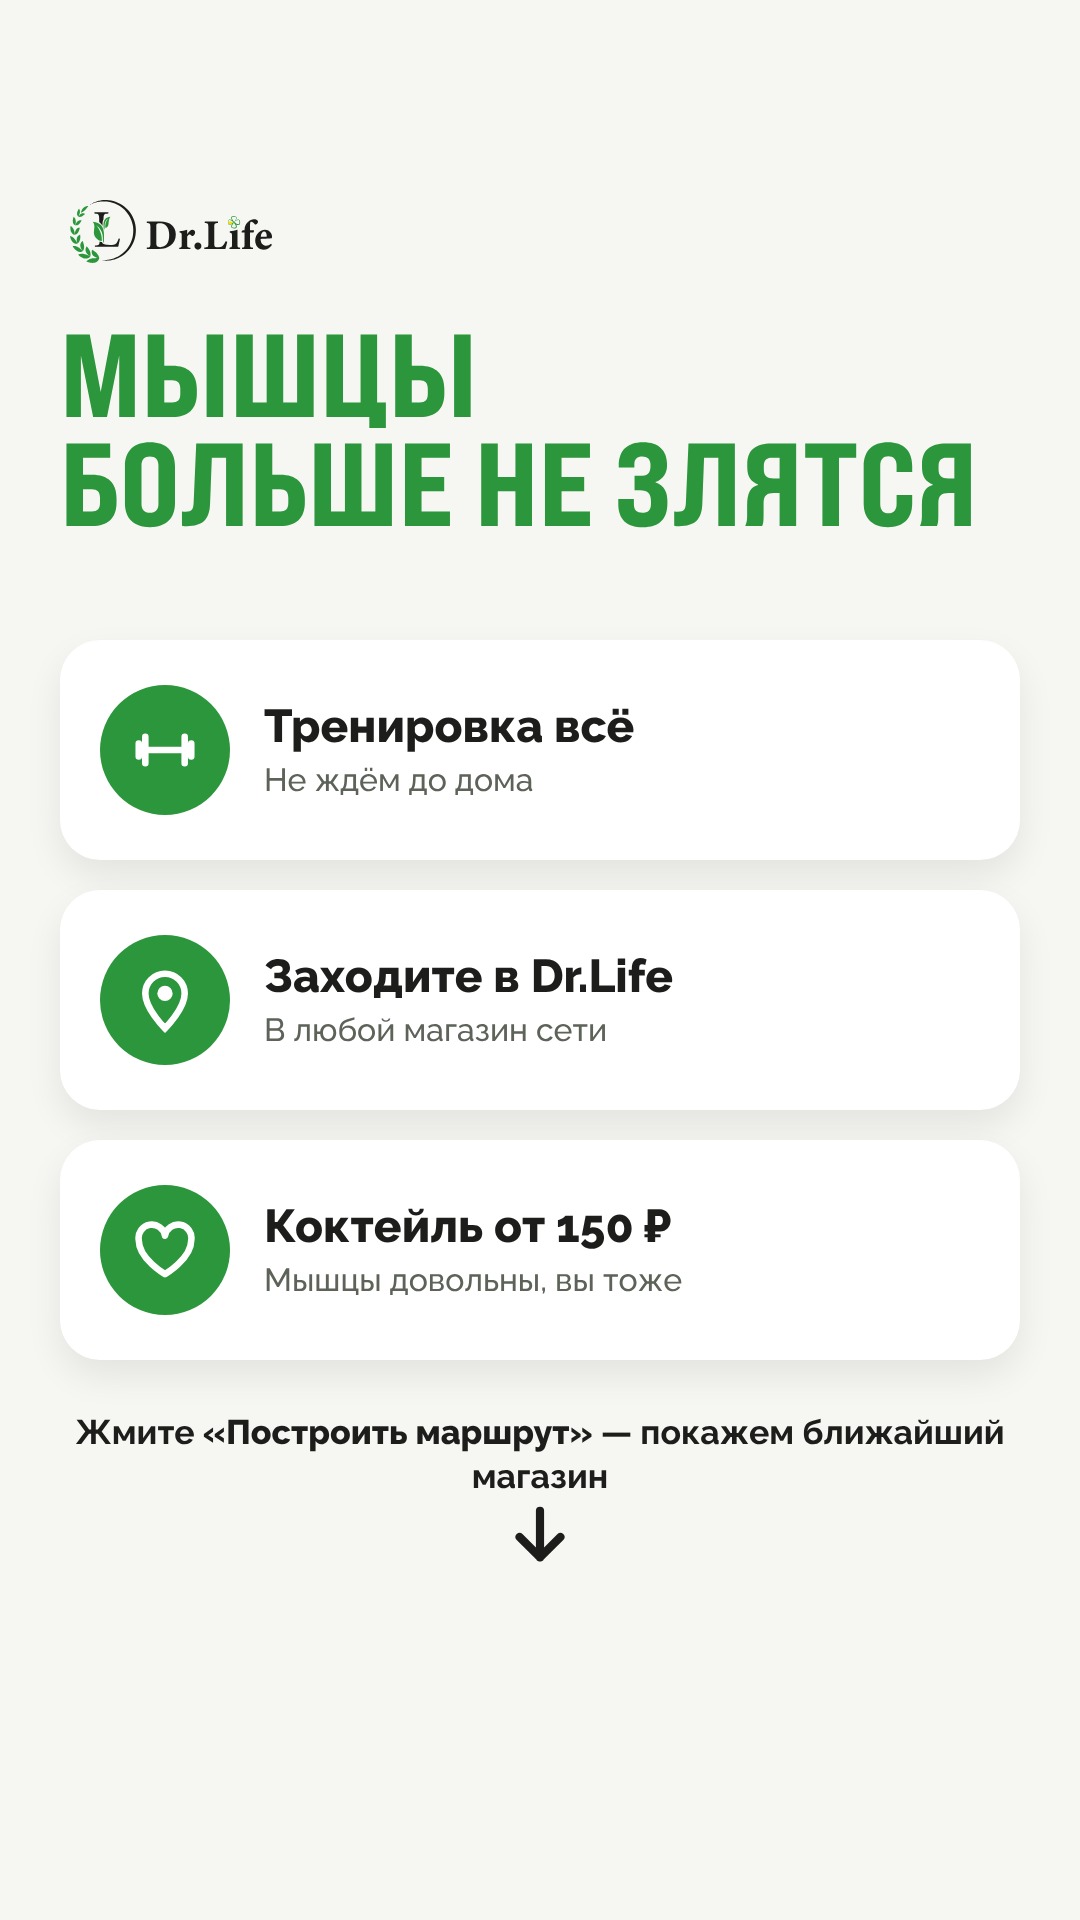 L Dr.Life
МЫШЦЫ
БОЛЬШЕ НЕ ЗЛЯТСЯ
Тренировка всё
Не ждём до дома
Заходите в Dr.Life
В любой магазин сети
Коктейль от 150 ₽
Мышцы довольны, вы тоже
Жмите «Построить маршрут» — покажем ближайший
магазин